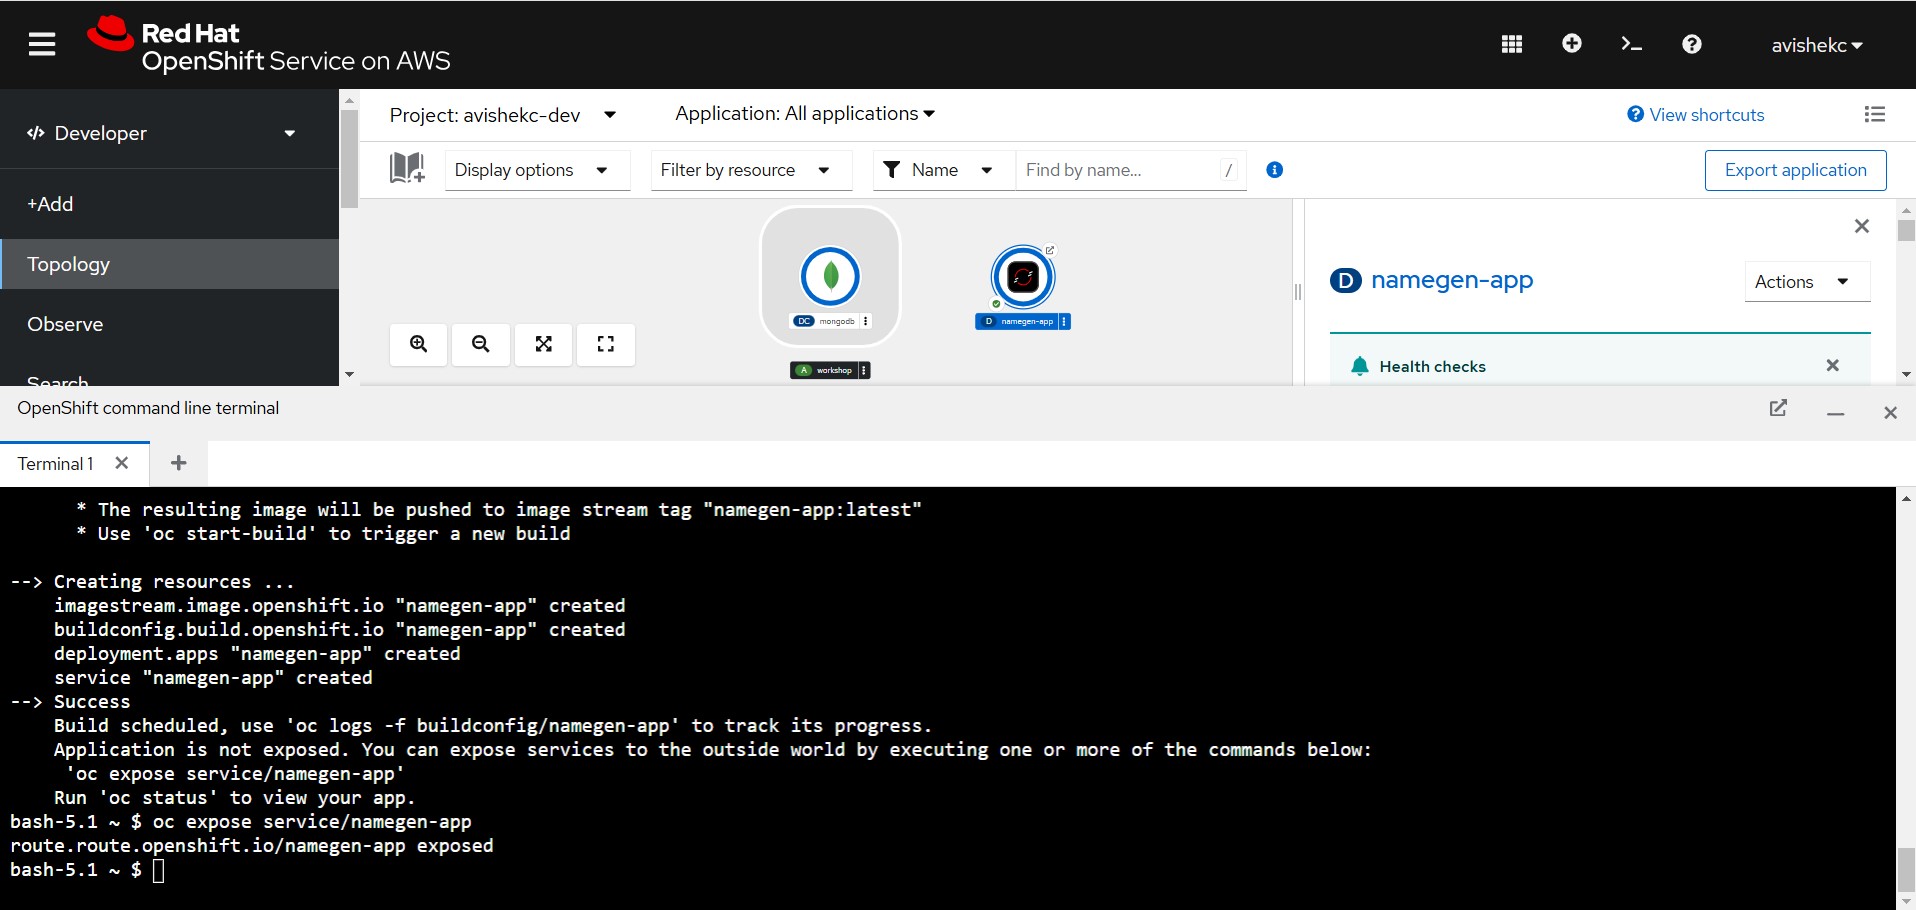 Red Hat
OpenShift Service on AWS
avishekc
Developer
Project: avishekc-dev
Application: All applications
View shortcuts
Display options
Filter by resource
Name
Find by name...
/
Export application
+Add
Topology
Observe
Search
DC mongodb
D namegen-app
A workshop
D namegen-app
Actions
Health checks
OpenShift command line terminal
Terminal 1
* The resulting image will be pushed to image stream tag "namegen-app:latest"
* Use 'oc start-build' to trigger a new build
--> Creating resources ...
imagestream.image.openshift.io "namegen-app" created
buildconfig.build.openshift.io "namegen-app" created
deployment.apps "namegen-app" created
service "namegen-app" created
--> Success
Build scheduled, use 'oc logs -f buildconfig/namegen-app' to track its progress.
Application is not exposed. You can expose services to the outside world by executing one or more of the commands below:
'oc expose service/namegen-app'
Run 'oc status' to view your app.
bash-5.1 ~ $ oc expose service/namegen-app
route.route.openshift.io/namegen-app exposed
bash-5.1 ~ $